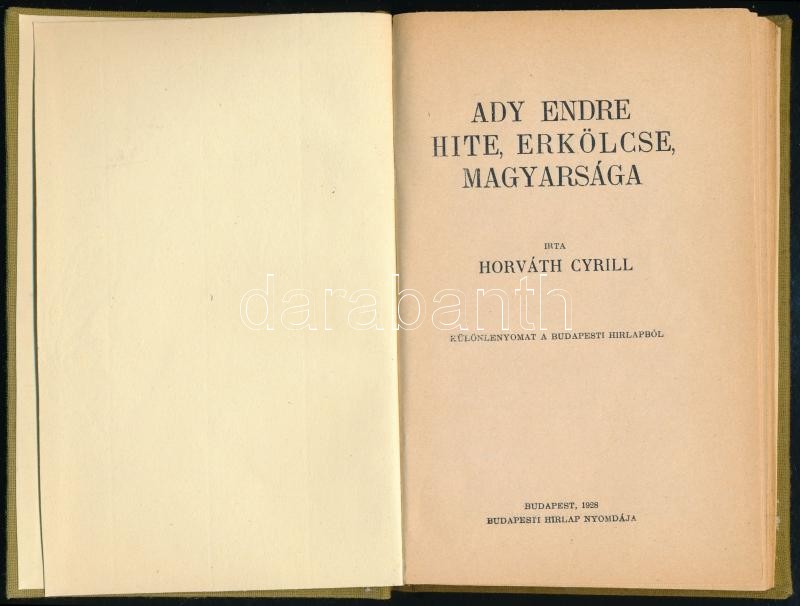 ADY ENDRE
HITE, ERKÖLCSE,
MAGYARSÁGA
IRTA
HORVÁTH CYRILL
darabanth
KÜLÖNLENYOMAT A BUDAPESTI HIRLAPBÓL
BUDAPEST, 1928
BUDAPESTI HIRLAP NYOMDÁJA